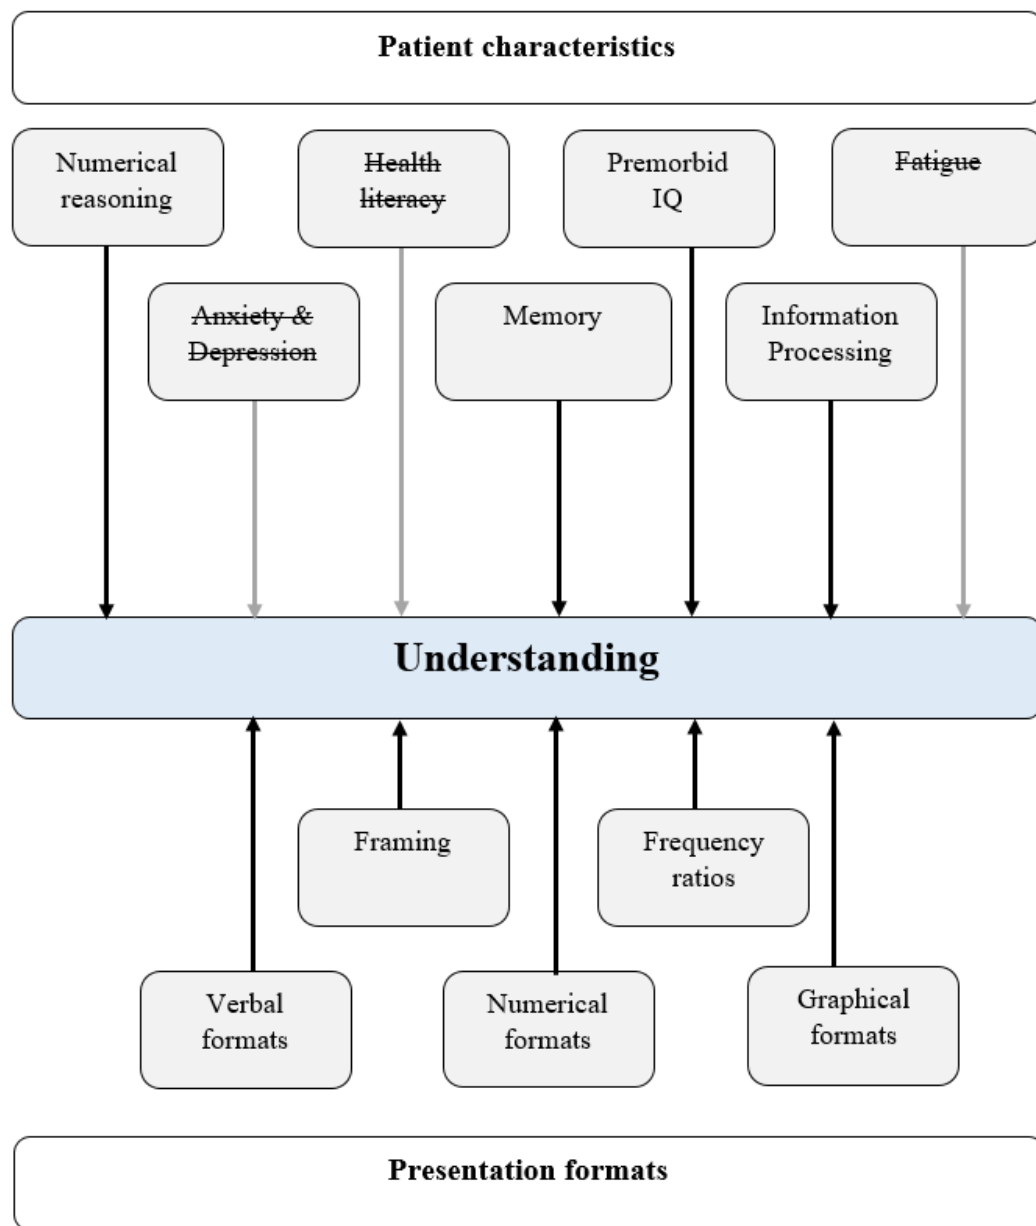 Patient characteristics
Numerical
reasoning
Health
literacy
Premorbid
IQ
Fatigue
Anxiety &
Depression
Memory
Information
Processing
Understanding
Framing
Frequency
ratios
Verbal
formats
Numerical
formats
Graphical
formats
Presentation formats